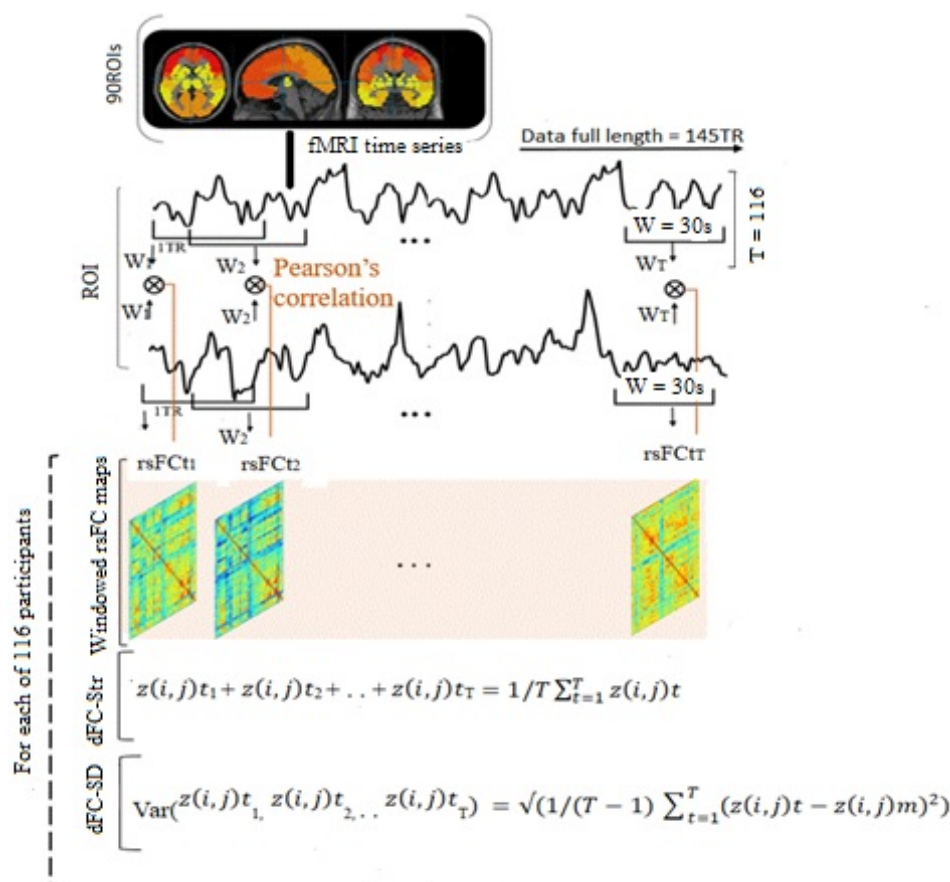 90ROIs
fMRI time series
Data full length = 145TR
ROI
1TR
W = 30s
T = 116
W1
W2
WT
Pearson's
correlation
W2
WT
1TR
W = 30s
W2
rsFCt1
rsFCt2
rsFCtT
For each of 116 participants
Windowed rsFC maps
dFC-Str
z(i,j)t₁ + z(i,j)t₂ + . . + z(i,j)t_T = 1/T ∑ᵀₜ₌₁ z(i,j)t
dFC-SD
Var(z(i,j)t₁, z(i,j)t₂, . . z(i,j)t_T) = √(1/(T − 1) ∑ᵀₜ₌₁(z(i,j)t − z(i,j)m)²)